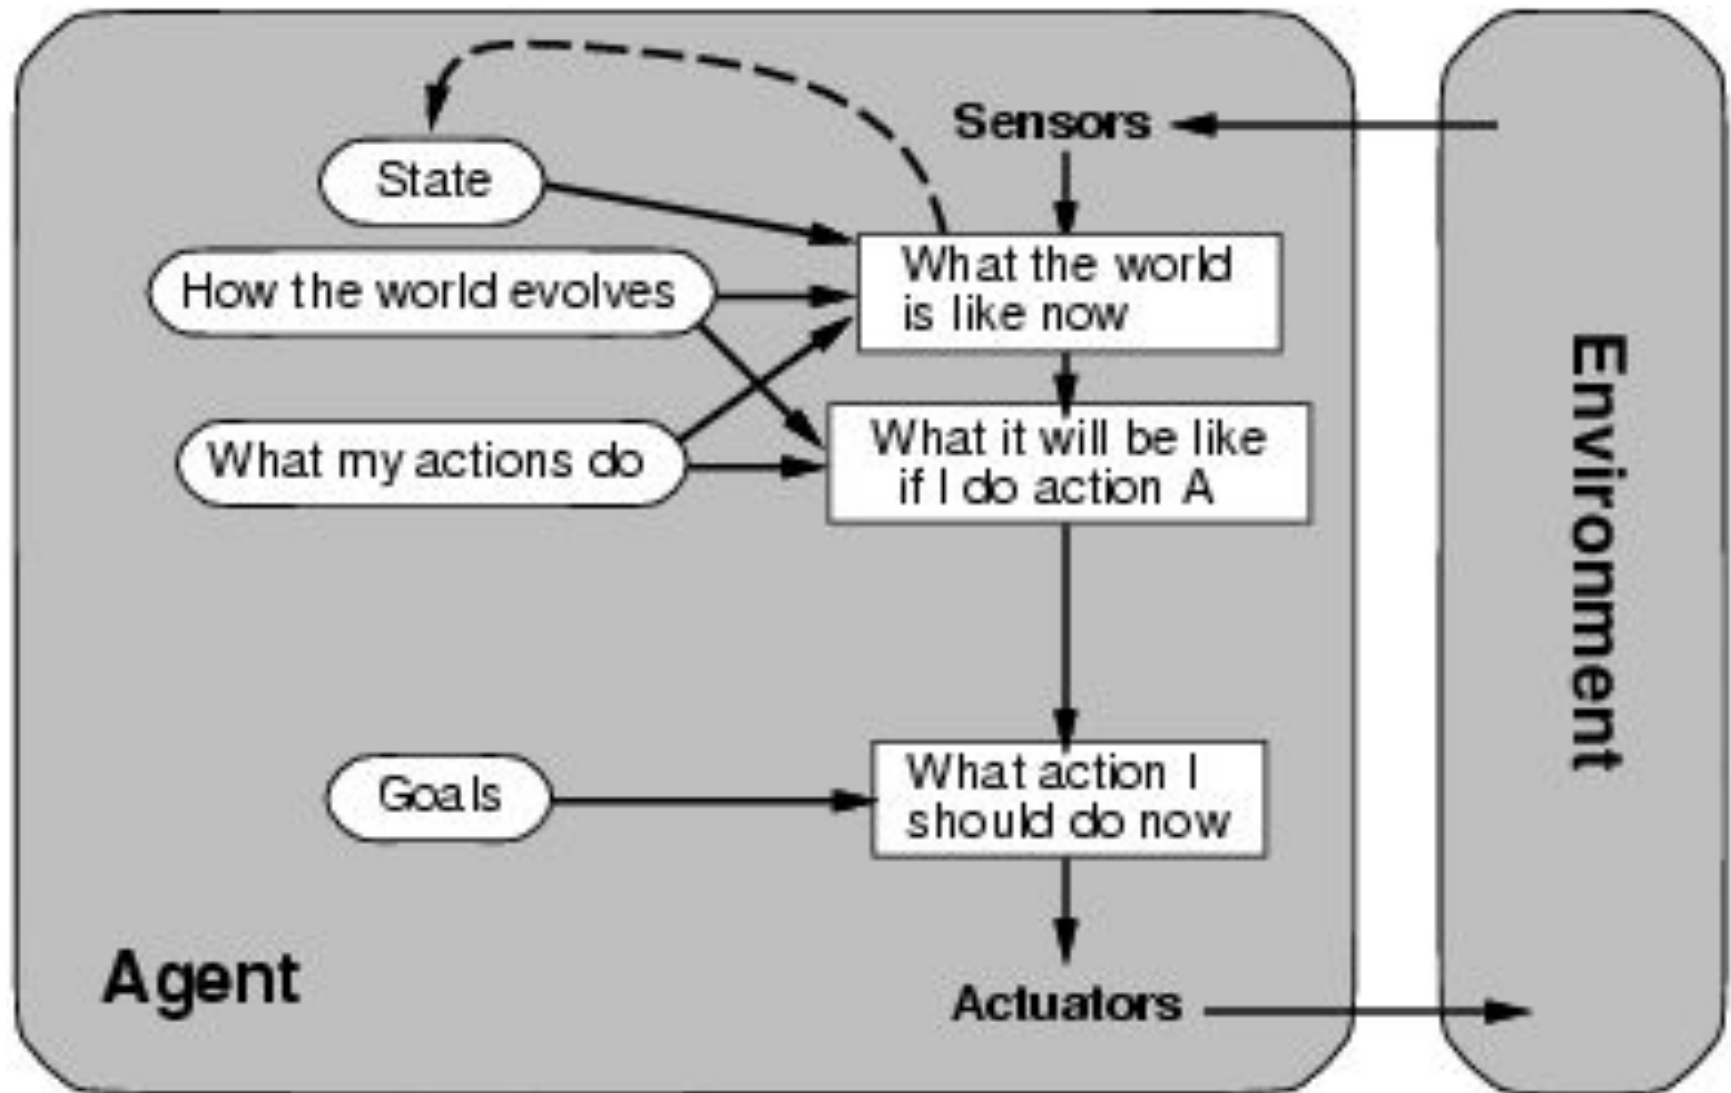 Sensors
State
What the world
is like now
How the world evolves
What it will be like
if I do action A
What my actions do
Environment
What action I
should do now
Goals
Agent
Actuators